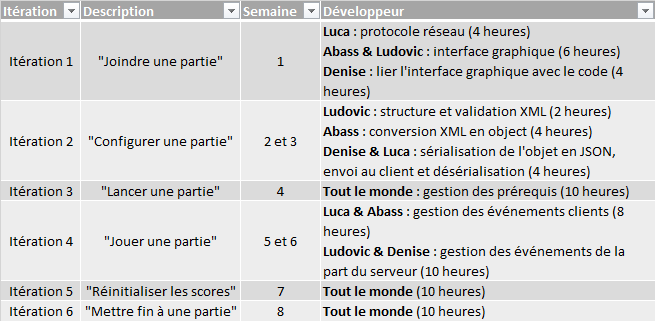 Itération Description Semaine Développeur
Itération 1 "Joindre une partie" 1
Luca : protocole réseau (4 heures)
Abass & Ludovic : interface graphique (6 heures)
Denise : lier l'interface graphique avec le code (4
heures)
Itération 2 "Configurer une partie" 2 et 3
Ludovic : structure et validation XML (2 heures)
Abass : conversion XML en object (4 heures)
Denise & Luca : sérialisation de l'objet en JSON,
envoi au client et désérialisation (4 heures)
Itération 3 "Lancer une partie" 4 Tout le monde : gestion des prérequis (10 heures)
Itération 4 "Jouer une partie" 5 et 6
Luca & Abass : gestion des événements clients (8
heures)
Ludovic & Denise : gestion des événements de la
part du serveur (10 heures)
Itération 5 "Réinitialiser les scores" 7 Tout le monde (10 heures)
Itération 6 "Mettre fin à une partie" 8 Tout le monde (10 heures)